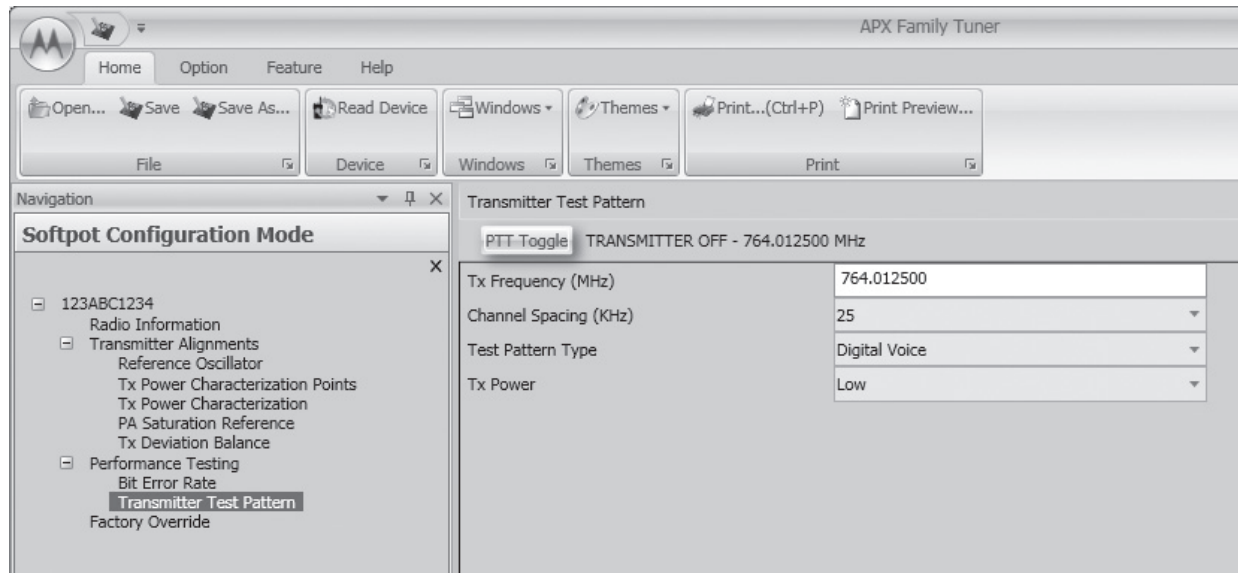 APX Family Tuner
Home Option Feature Help
Open... Save Save As... Read Device Windows Themes Print...(Ctrl+P) Print Preview...
File Device Windows Themes Print
Navigation
Softpot Configuration Mode
123ABC1234
Radio Information
Transmitter Alignments
Reference Oscillator
Tx Power Characterization Points
Tx Power Characterization
PA Saturation Reference
Tx Deviation Balance
Performance Testing
Bit Error Rate
Transmitter Test Pattern
Factory Override
Transmitter Test Pattern
PTT Toggle TRANSMITTER OFF - 764.012500 MHz
Tx Frequency (MHz) 764.012500
Channel Spacing (KHz) 25
Test Pattern Type Digital Voice
Tx Power Low